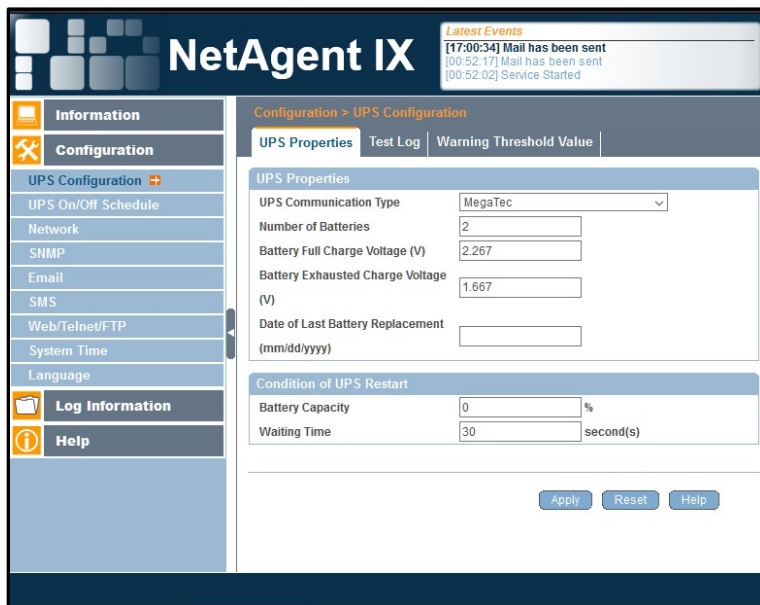 NetAgent IX
Latest Events
[17:00:34] Mail has been sent
[00:52:17] Mail has been sent
[00:52:02] Service Started
Information
Configuration
UPS Configuration
UPS On/Off Schedule
Network
SNMP
Email
SMS
Web/Telnet/FTP
System Time
Language
Log Information
Help
Configuration > UPS Configuration
UPS Properties
Test Log
Warning Threshold Value
UPS Properties
UPS Communication Type MegaTec
Number of Batteries 2
Battery Full Charge Voltage (V) 2.267
Battery Exhausted Charge Voltage
(V) 1.667
Date of Last Battery Replacement
(mm/dd/yyyy)
Condition of UPS Restart
Battery Capacity 0 %
Waiting Time 30 second(s)
Apply Reset Help